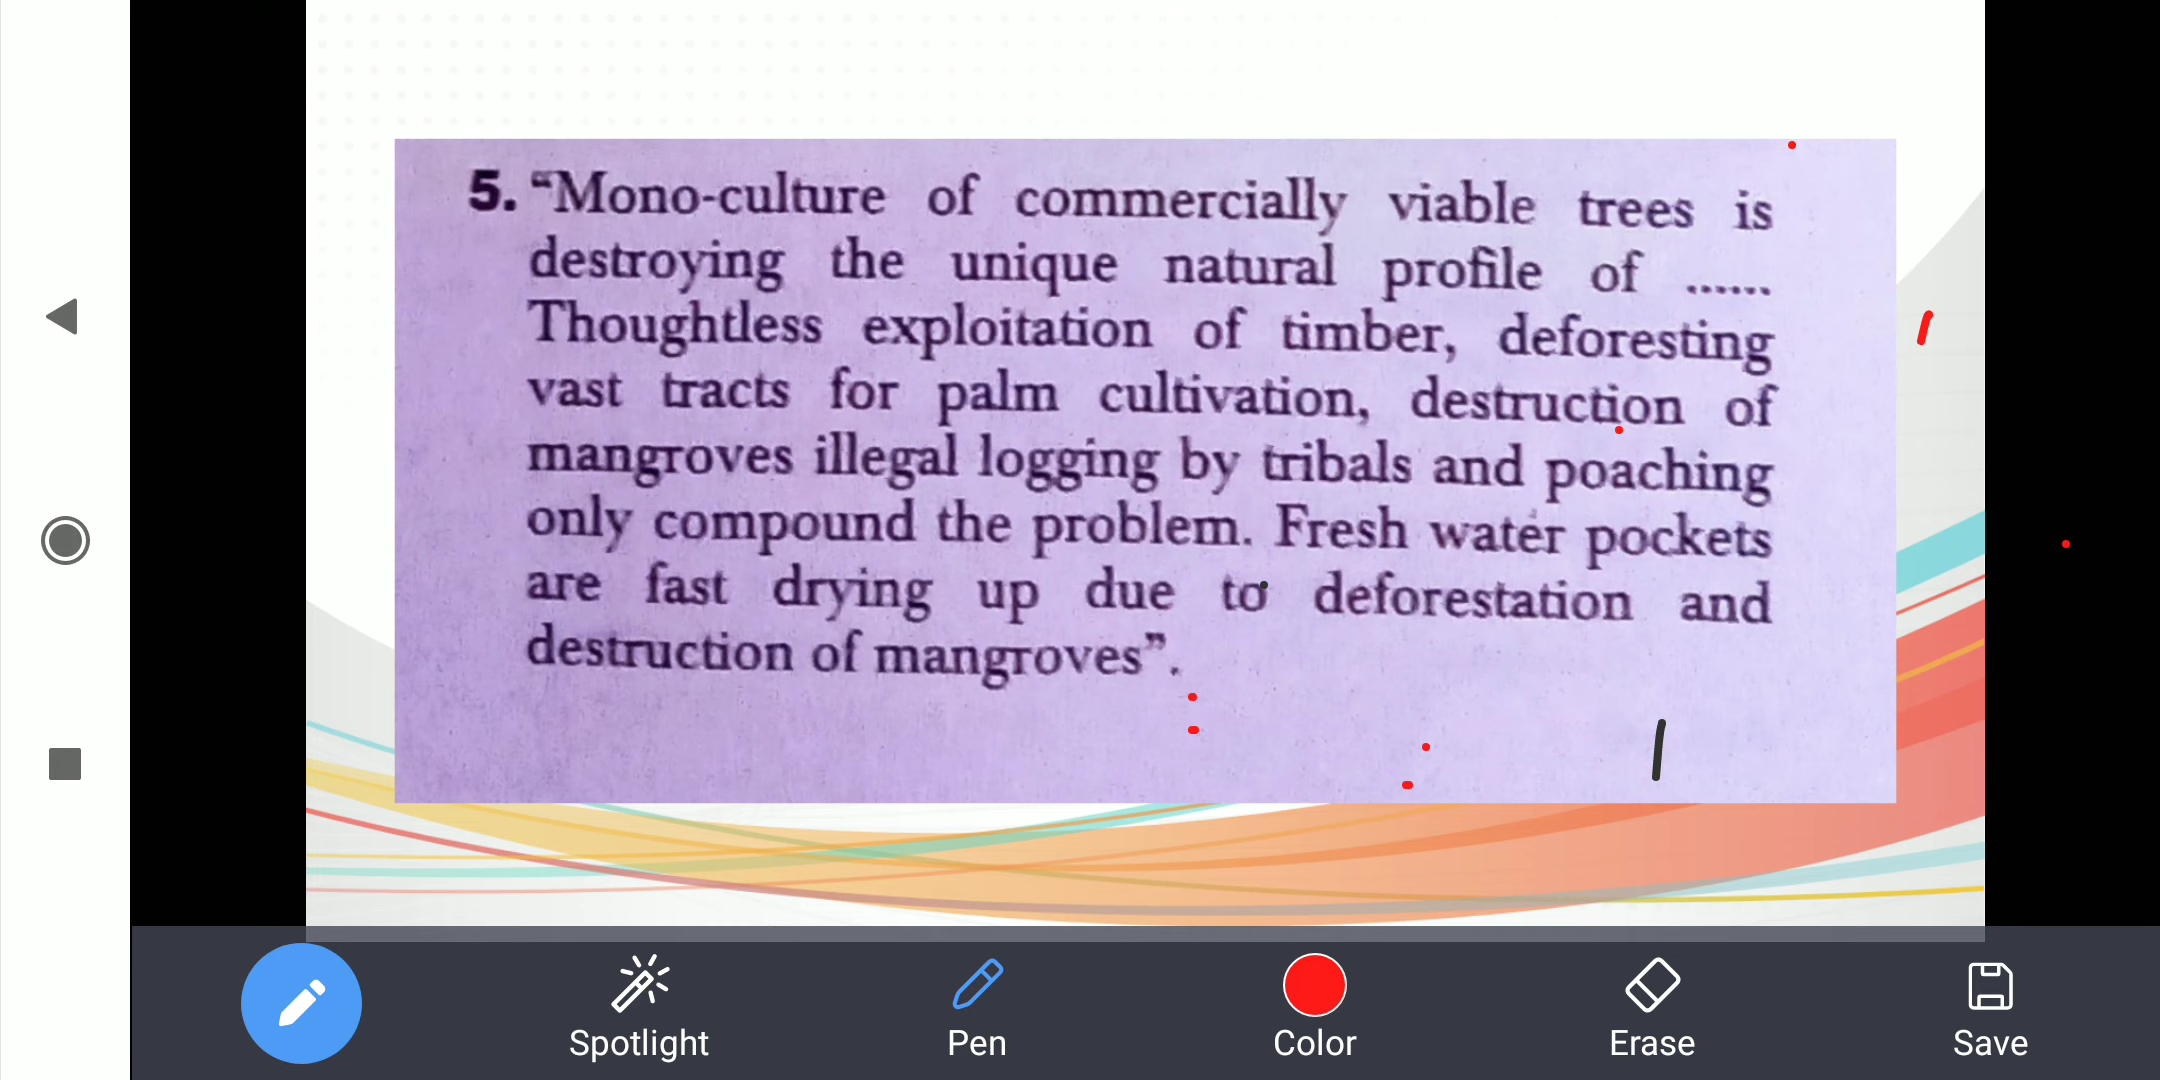 5. “Mono-culture of commercially viable trees is
destroying the unique natural profile of ......
Thoughtless exploitation of timber, deforesting
vast tracts for palm cultivation, destruction of
mangroves illegal logging by tribals and poaching
only compound the problem. Fresh water pockets
are fast drying up due to deforestation and
destruction of mangroves”.
Spotlight
Pen
Color
Erase
Save